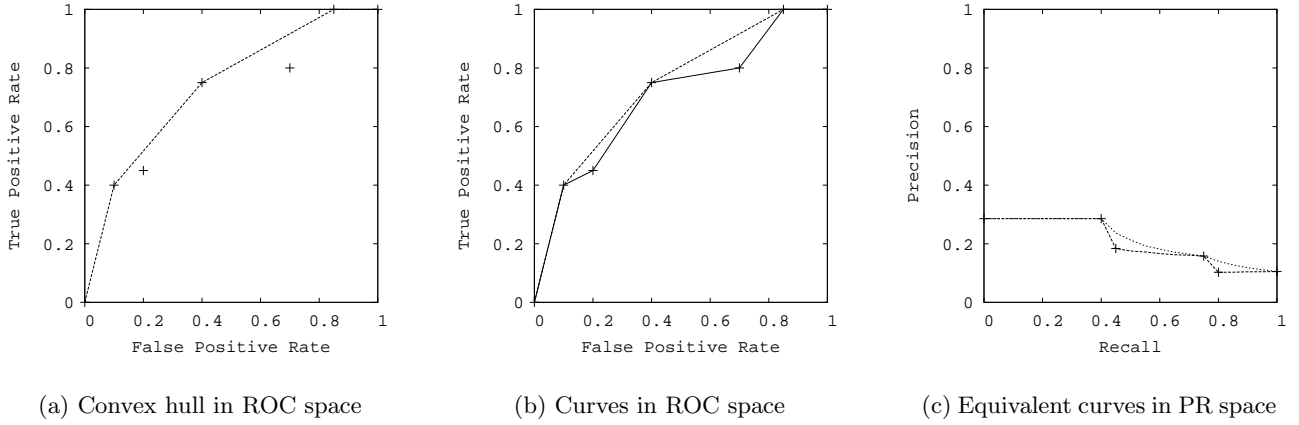 1
0.8
0.6
0.4
0.2
0
True Positive Rate
0 0.2 0.4 0.6 0.8 1
False Positive Rate
(a) Convex hull in ROC space
1
0.8
0.6
0.4
0.2
0
True Positive Rate
0 0.2 0.4 0.6 0.8 1
False Positive Rate
(b) Curves in ROC space
1
0.8
0.6
0.4
0.2
0
Precision
0 0.2 0.4 0.6 0.8 1
Recall
(c) Equivalent curves in PR space